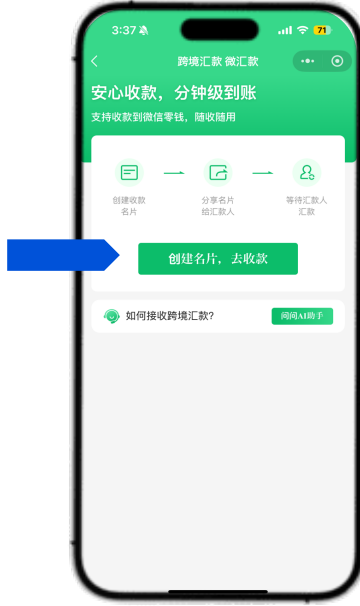 3:37
71
跨境汇款 微汇款
安心收款，分钟级到账
支持收款到微信零钱，随收随用
创建收款
名片
分享名片
给汇款人
等待汇款人
汇款
创建名片，去收款
如何接收跨境汇款?
问问AI助手